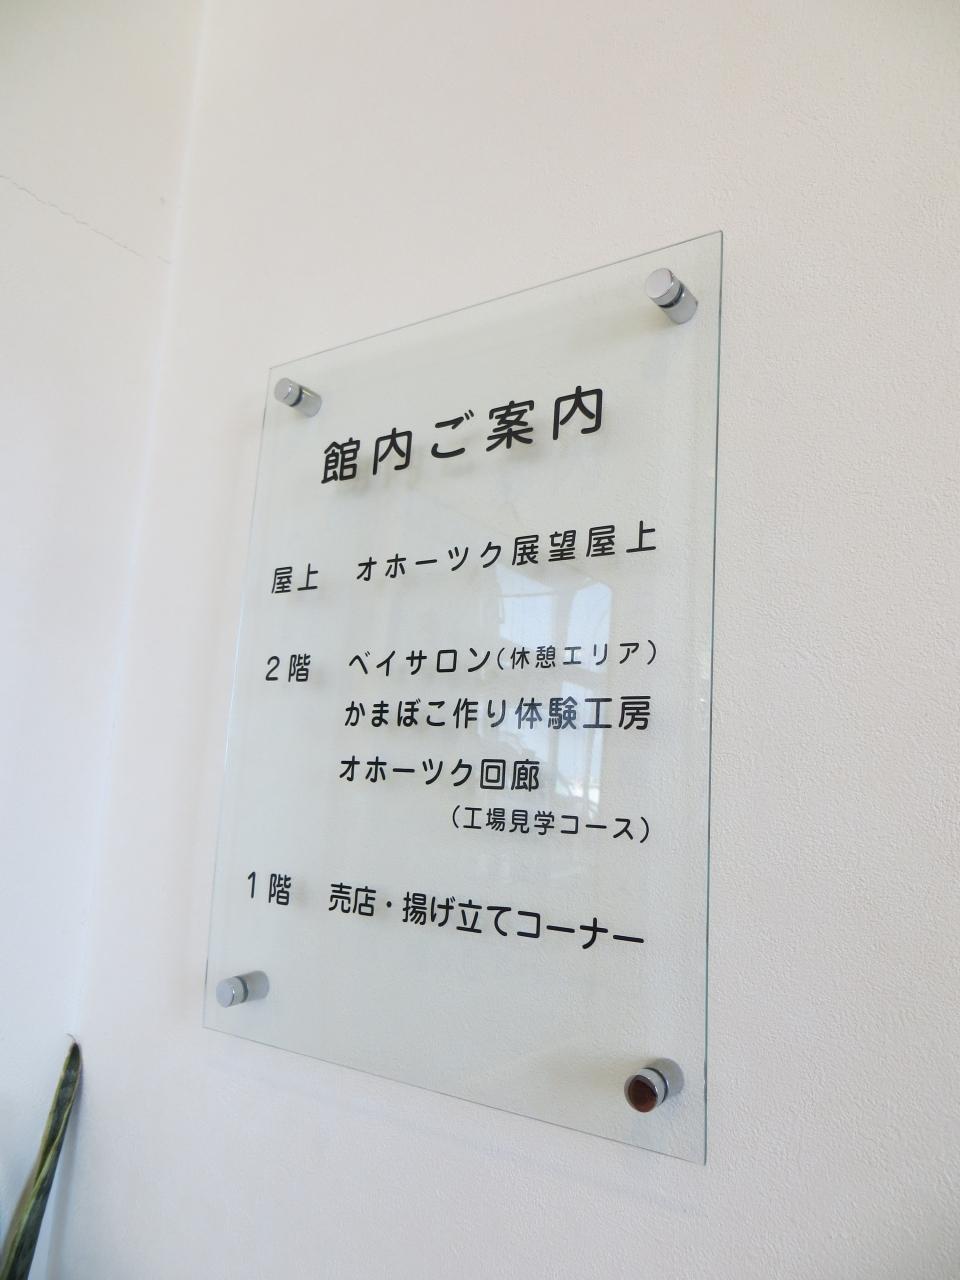 館内ご案内
屋上 オホーツク展望屋上
2階 ベイサロン(休憩エリア)
かまぼこ作り体験工房
オホーツク回廊
(工場見学コース)
1階 売店・揚げ立てコーナー